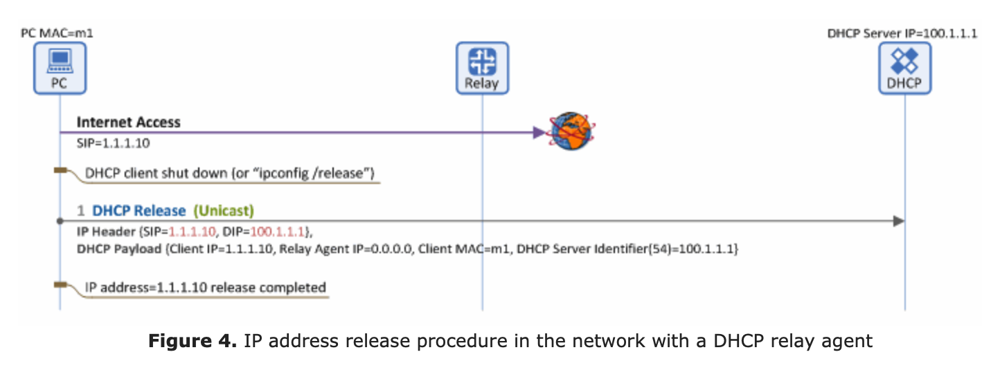 PC MAC=m1
DHCP Server IP=100.1.1.1
PC
Relay
DHCP
Internet Access
SIP=1.1.1.10
DHCP client shut down (or “ipconfig /release”)
1 DHCP Release (Unicast)
IP Header (SIP=1.1.1.10, DIP=100.1.1.1),
DHCP Payload (Client IP=1.1.1.10, Relay Agent IP=0.0.0.0, Client MAC=m1, DHCP Server Identifier(54)=100.1.1.1)
IP address=1.1.1.10 release completed
Figure 4. IP address release procedure in the network with a DHCP relay agent